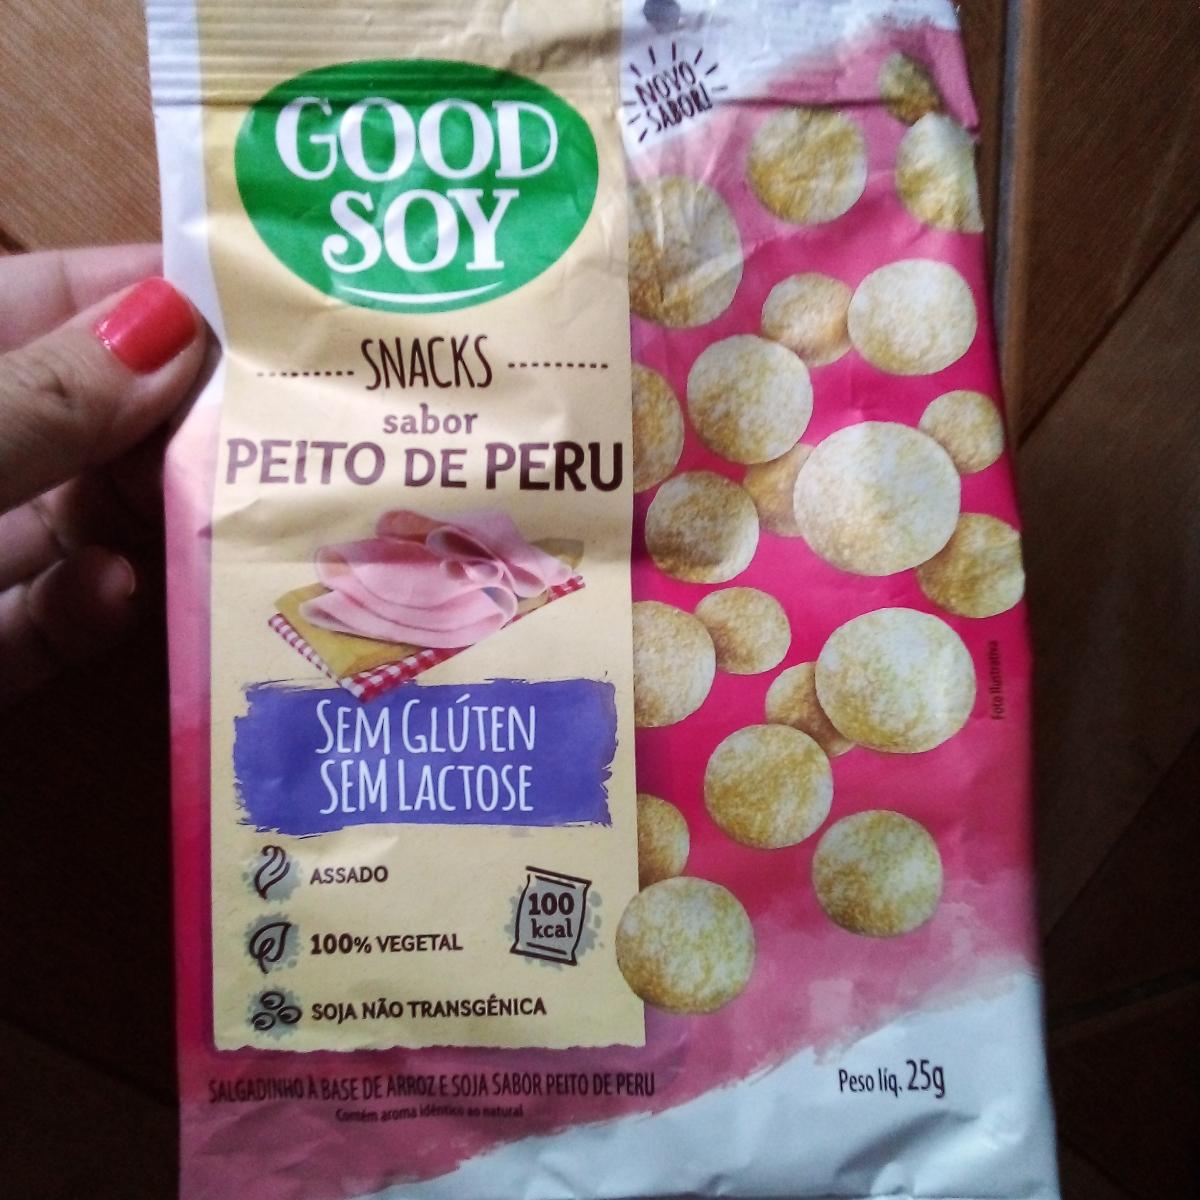 GOOD
SOY
NOVO
SABOR!
SNACKS
sabor
PEITO DE PERU
SEM GLÚTEN
SEM LACTOSE
ASSADO
100% VEGETAL
SOJA NÃO TRANSGÊNICA
100
kcal
Foto Ilustrativa
SALGADINHO À BASE DE ARROZ E SOJA SABOR PEITO DE PERU
Contém aroma idêntico ao natural
Peso líq. 25g